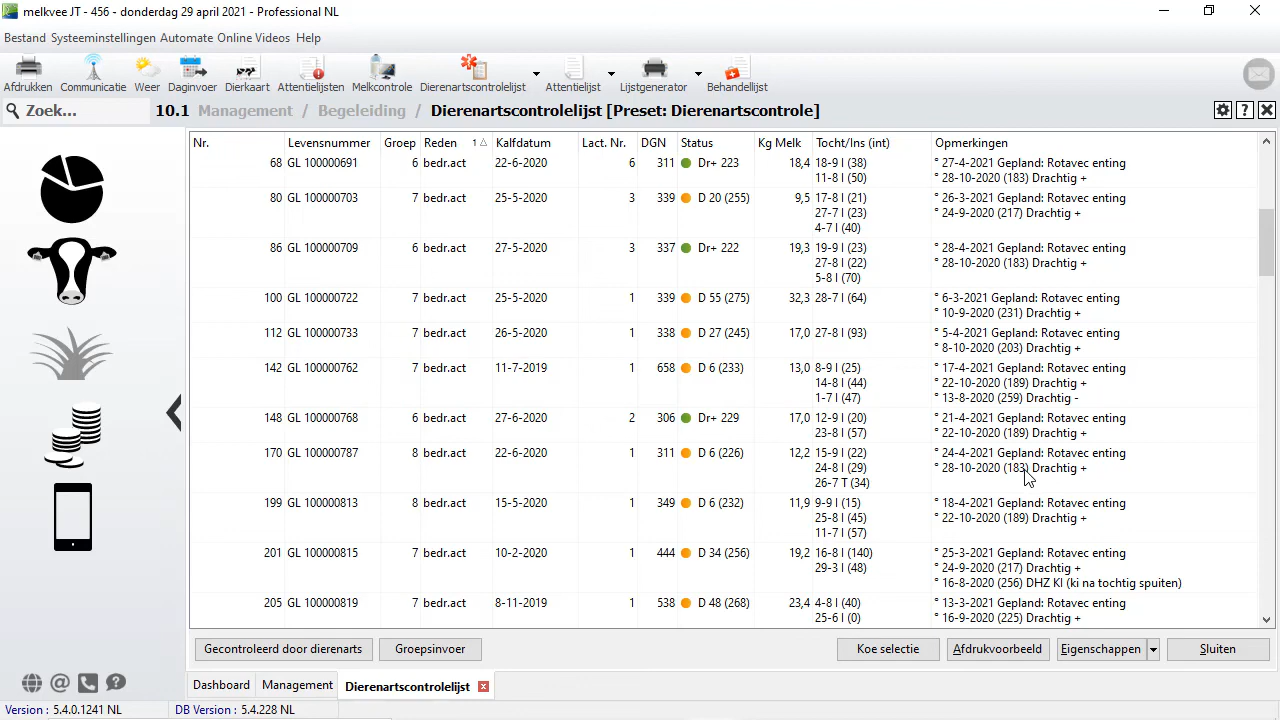 melkvee JT - 456 - donderdag 29 april 2021 - Professional NL
Bestand Systeeminstellingen Automate Online Videos Help
Afdrukken Communicatie Weer Daginvoer Dierkaart Attentielijsten Melkcontrole Dierenartscontrolelijst Attentielijst Lijstgenerator Behandellijst
Zoek... 10.1 Management / Begeleiding / Dierenartscontrolelijst [Preset: Dierenartscontrole]
Nr. Levensnummer Groep Reden 1 Kalfdatum Lact. Nr. DGN Status Kg Melk Tocht/Ins (int) Opmerkingen
68 GL 100000691 6 bedr.act 22-6-2020 6 311 Dr+ 223 18,4 18-9 I (38) ° 27-4-2021 Gepland: Rotavec enting
11-8 I (50) ° 28-10-2020 (183) Drachtig +
80 GL 100000703 7 bedr.act 25-5-2020 3 339 D 20 (255) 9,5 17-8 I (21) ° 26-3-2021 Gepland: Rotavec enting
27-7 I (23) ° 24-9-2020 (217) Drachtig +
4-7 I (40)
86 GL 100000709 6 bedr.act 27-5-2020 3 337 Dr+ 222 19,3 19-9 I (23) ° 28-4-2021 Gepland: Rotavec enting
27-8 I (22) ° 28-10-2020 (183) Drachtig +
5-8 I (70)
100 GL 100000722 7 bedr.act 25-5-2020 1 339 D 55 (275) 32,3 28-7 I (64) ° 6-3-2021 Gepland: Rotavec enting
° 10-9-2020 (231) Drachtig +
112 GL 100000733 7 bedr.act 26-5-2020 1 338 D 27 (245) 17,0 27-8 I (93) ° 5-4-2021 Gepland: Rotavec enting
° 8-10-2020 (203) Drachtig +
142 GL 100000762 7 bedr.act 11-7-2019 1 658 D 6 (233) 13,0 8-9 I (25) ° 17-4-2021 Gepland: Rotavec enting
14-8 I (44) ° 22-10-2020 (189) Drachtig +
1-7 I (47) ° 13-8-2020 (259) Drachtig -
148 GL 100000768 6 bedr.act 27-6-2020 2 306 Dr+ 229 17,0 12-9 I (20) ° 21-4-2021 Gepland: Rotavec enting
23-8 I (57) ° 22-10-2020 (189) Drachtig +
170 GL 100000787 8 bedr.act 22-6-2020 1 311 D 6 (226) 12,2 15-9 I (22) ° 24-4-2021 Gepland: Rotavec enting
24-8 I (29) ° 28-10-2020 (183) Drachtig +
26-7 T (34)
199 GL 100000813 8 bedr.act 15-5-2020 1 349 D 6 (232) 11,9 9-9 I (15) ° 18-4-2021 Gepland: Rotavec enting
25-8 I (45) ° 22-10-2020 (189) Drachtig +
11-7 I (57)
201 GL 100000815 7 bedr.act 10-2-2020 1 444 D 34 (256) 19,2 16-8 I (140) ° 25-3-2021 Gepland: Rotavec enting
29-3 I (48) ° 24-9-2020 (217) Drachtig +
° 16-8-2020 (256) DHZ KI (ki na tochtig spuiten)
205 GL 100000819 7 bedr.act 8-11-2019 1 538 D 48 (268) 23,4 4-8 I (40) ° 13-3-2021 Gepland: Rotavec enting
25-6 I (0) ° 16-9-2020 (225) Drachtig +
Gecontroleerd door dierenarts Groepsinvoer Koe selectie Afdrukvoorbeeld Eigenschappen Sluiten
Dashboard Management Dierenartscontrolelijst
Version : 5.4.0.1241 NL DB Version : 5.4.228 NL